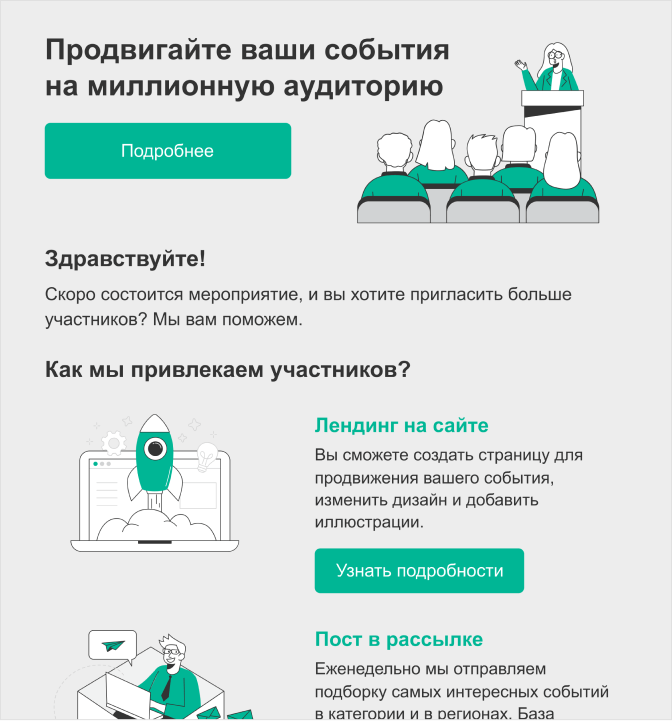 Продвигайте ваши события
на миллионную аудиторию
Подробнее
Здравствуйте!
Скоро состоится мероприятие, и вы хотите пригласить больше
участников? Мы вам поможем.
Как мы привлекаем участников?
Лендинг на сайте
Вы сможете создать страницу для
продвижения вашего события,
изменить дизайн и добавить
иллюстрации.
Узнать подробности
Пост в рассылке
Еженедельно мы отправляем
подборку самых интересных событий
в категории и в регионах. База